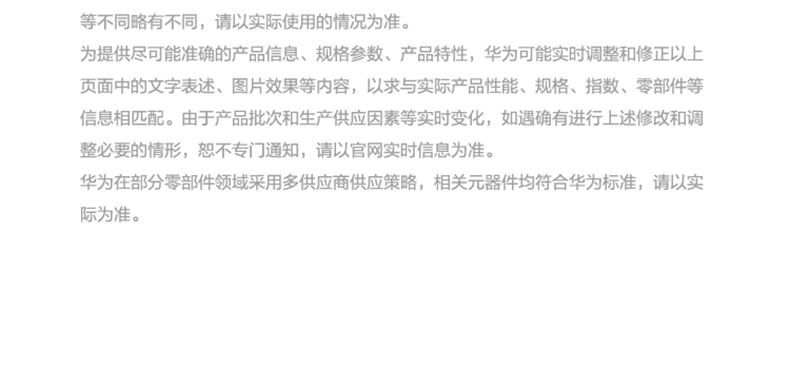 等不同略有不同，请以实际使用的情况为准。
为提供尽可能准确的产品信息、规格参数、产品特性，华为可能实时调整和修正以上
页面中的文字表述、图片效果等内容，以求与实际产品性能、规格、指数、零部件等
信息相匹配。由于产品批次和生产供应因素等实时变化，如遇确有进行上述修改和调
整必要的情形，恕不专门通知，请以官网实时信息为准。
华为在部分零部件领域采用多供应商供应策略，相关元器件均符合华为标准，请以实
际为准。